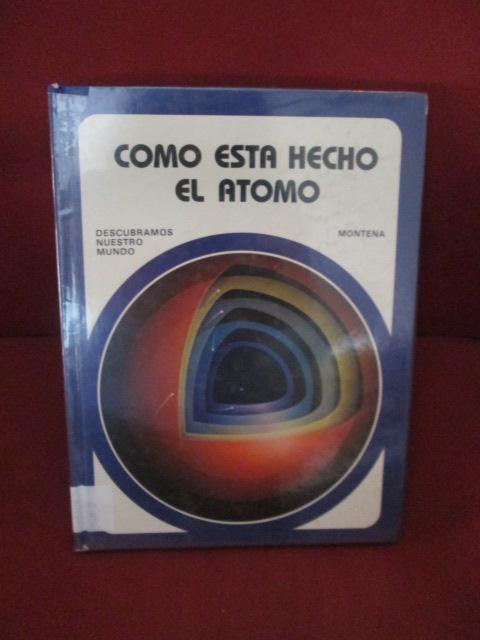 COMO ESTA HECHO
EL ATOMO
DESCUBRAMOS
NUESTRO
MUNDO
MONTENA